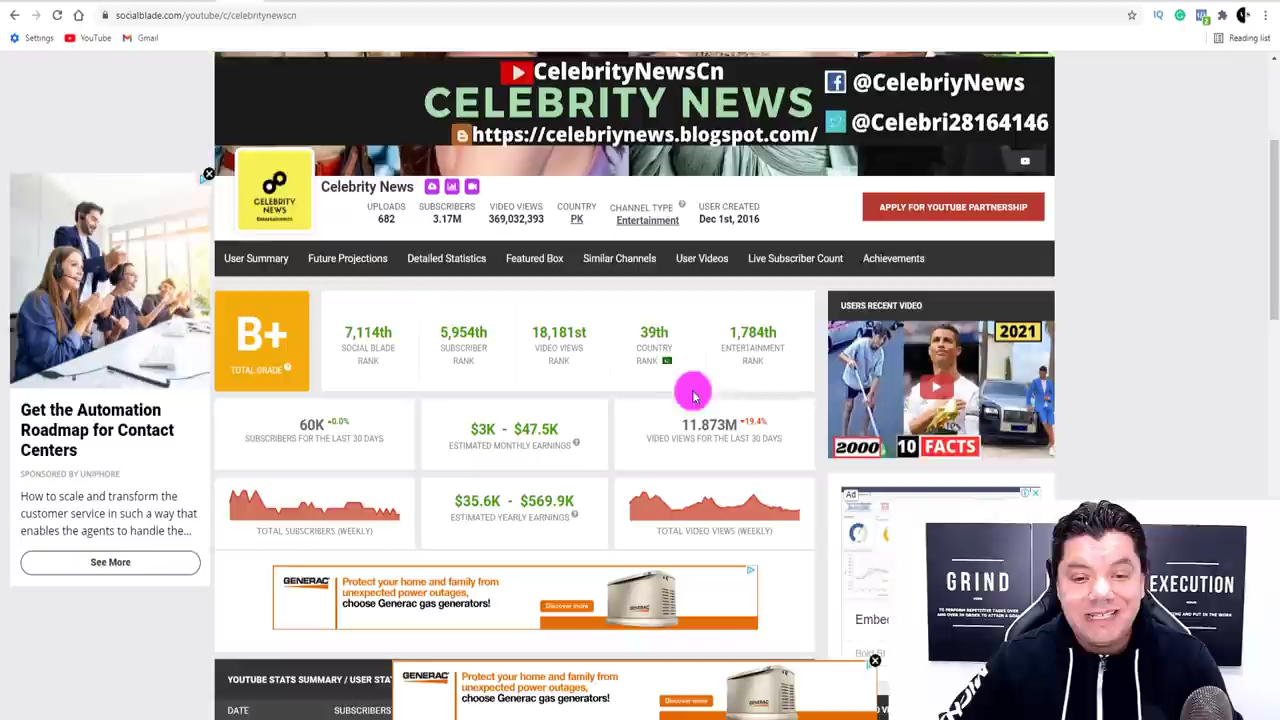 socialblade.com/youtube/c/celebritynewscn
Settings
YouTube
Gmail
Reading list
CelebrityNewsCn
CELEBRITY NEWS
https://celebriynews.blogspot.com/
@CelebriyNews
@Celebri28164146
CELEBRITY
NEWS
Entertainment
Celebrity News
UPLOADS
682
SUBSCRIBERS
3.17M
VIDEO VIEWS
369,032,393
COUNTRY
PK
CHANNEL TYPE
Entertainment
USER CREATED
Dec 1st, 2016
APPLY FOR YOUTUBE PARTNERSHIP
User Summary
Future Projections
Detailed Statistics
Featured Box
Similar Channels
User Videos
Live Subscriber Count
Achievements
B+
TOTAL GRADE
7,114th
SOCIAL BLADE
RANK
5,954th
SUBSCRIBER
RANK
18,181st
VIDEO VIEWS
RANK
39th
COUNTRY
RANK
1,784th
ENTERTAINMENT
RANK
60K +0.0%
SUBSCRIBERS FOR THE LAST 30 DAYS
$3K - $47.5K
ESTIMATED MONTHLY EARNINGS
11.873M -19.4%
VIDEO VIEWS FOR THE LAST 30 DAYS
TOTAL SUBSCRIBERS (WEEKLY)
$35.6K - $569.9K
ESTIMATED YEARLY EARNINGS
TOTAL VIDEO VIEWS (WEEKLY)
USERS RECENT VIDEO
2021
2000
10 FACTS
Get the Automation
Roadmap for Contact
Centers
SPONSORED BY UNIPHORE
How to scale and transform the
customer service in such a way that
enables the agents to handle the...
See More
GENERAC
Protect your home and family from
unexpected power outages,
choose Generac gas generators!
Discover more
YOUTUBE STATS SUMMARY / USER STA
DATE
SUBSCRIBERS
GENERAC
Protect your home and family from
unexpected power outages,
choose Generac gas generators!
Discover more
Ad
Embe
GRIND
EXECUTION